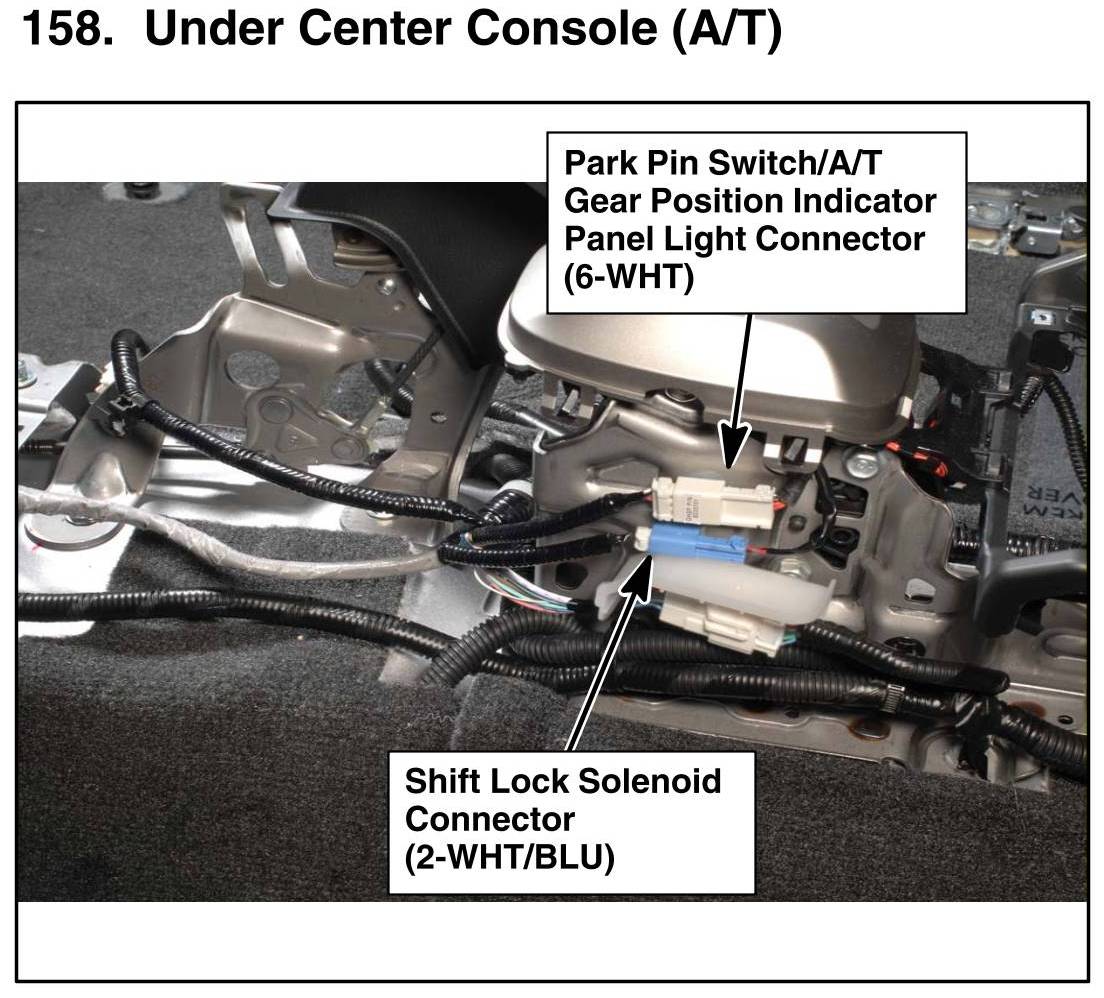 158. Under Center Console (A/T)
Park Pin Switch/A/T
Gear Position Indicator
Panel Light Connector
(6-WHT)
Shift Lock Solenoid
Connector
(2-WHT/BLU)